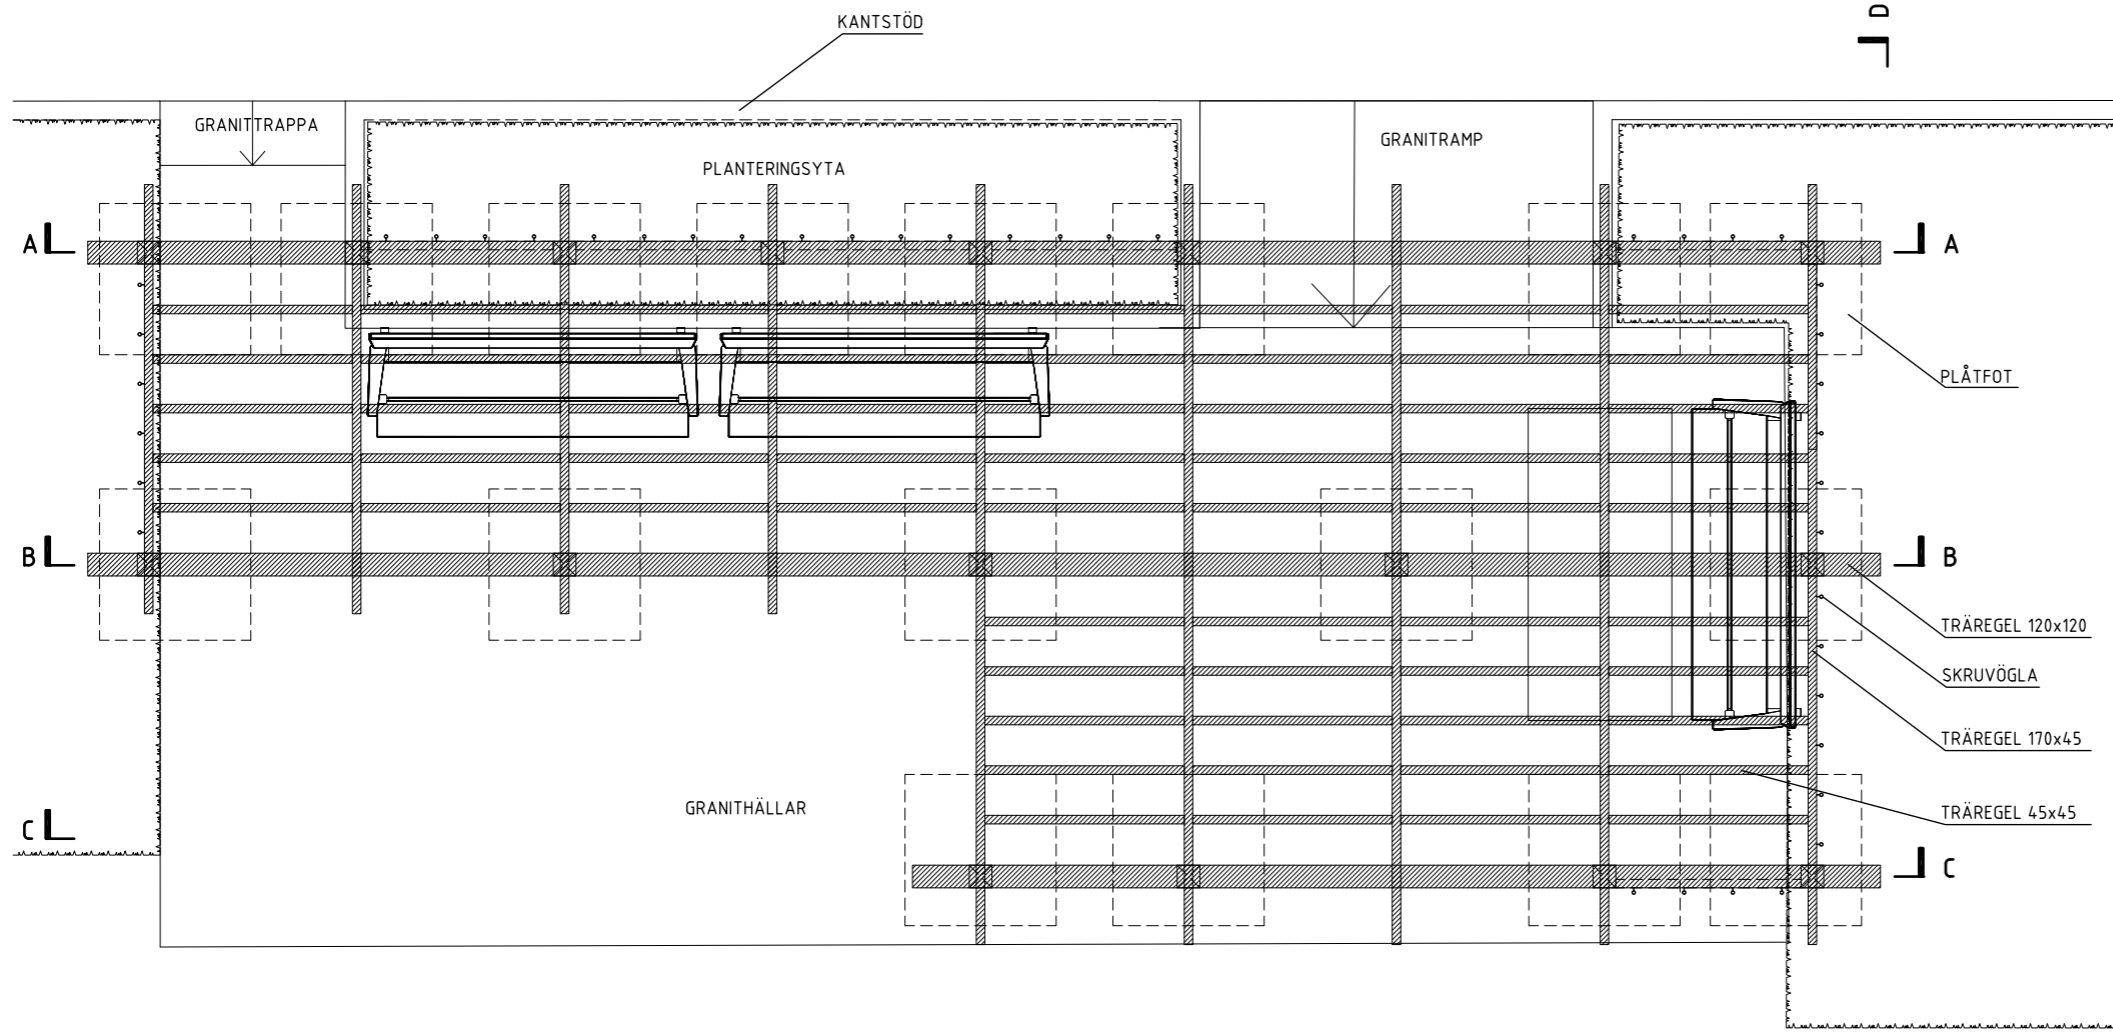 KANTSTÖD
D
GRANITTRAPPA
GRANITRAMP
PLANTERINGSYTA
A
A
PLÅTFOT
B
B
TRÄREGEL 120x120
SKRUVÖGLA
TRÄREGEL 170x45
GRANITHÄLLAR
TRÄREGEL 45x45
C
C